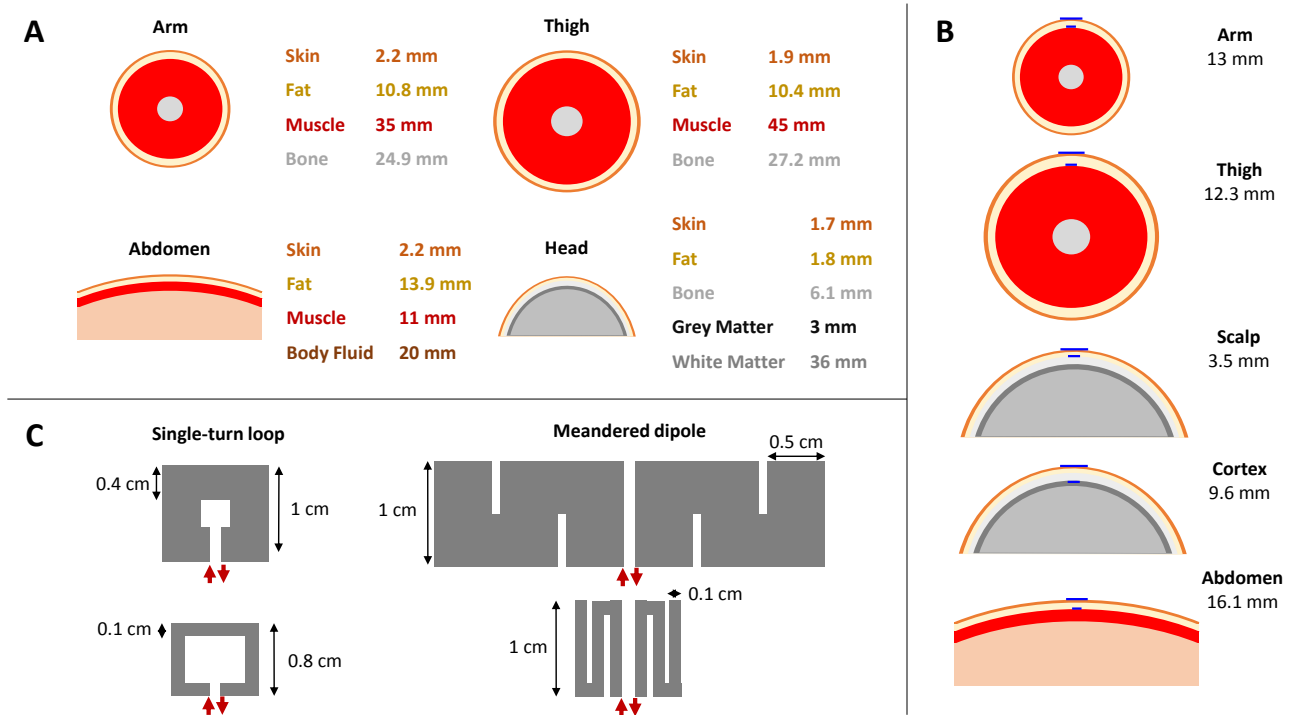 A
Arm
Skin 2.2 mm
Fat 10.8 mm
Muscle 35 mm
Bone 24.9 mm
Thigh
Skin 1.9 mm
Fat 10.4 mm
Muscle 45 mm
Bone 27.2 mm
Abdomen
Skin 2.2 mm
Fat 13.9 mm
Muscle 11 mm
Body Fluid 20 mm
Head
Skin 1.7 mm
Fat 1.8 mm
Bone 6.1 mm
Grey Matter 3 mm
White Matter 36 mm
B
Arm
13 mm
Thigh
12.3 mm
Scalp
3.5 mm
Cortex
9.6 mm
Abdomen
16.1 mm
C
Single-turn loop
0.4 cm
1 cm
0.1 cm
0.8 cm
Meandered dipole
0.5 cm
1 cm
0.1 cm
1 cm